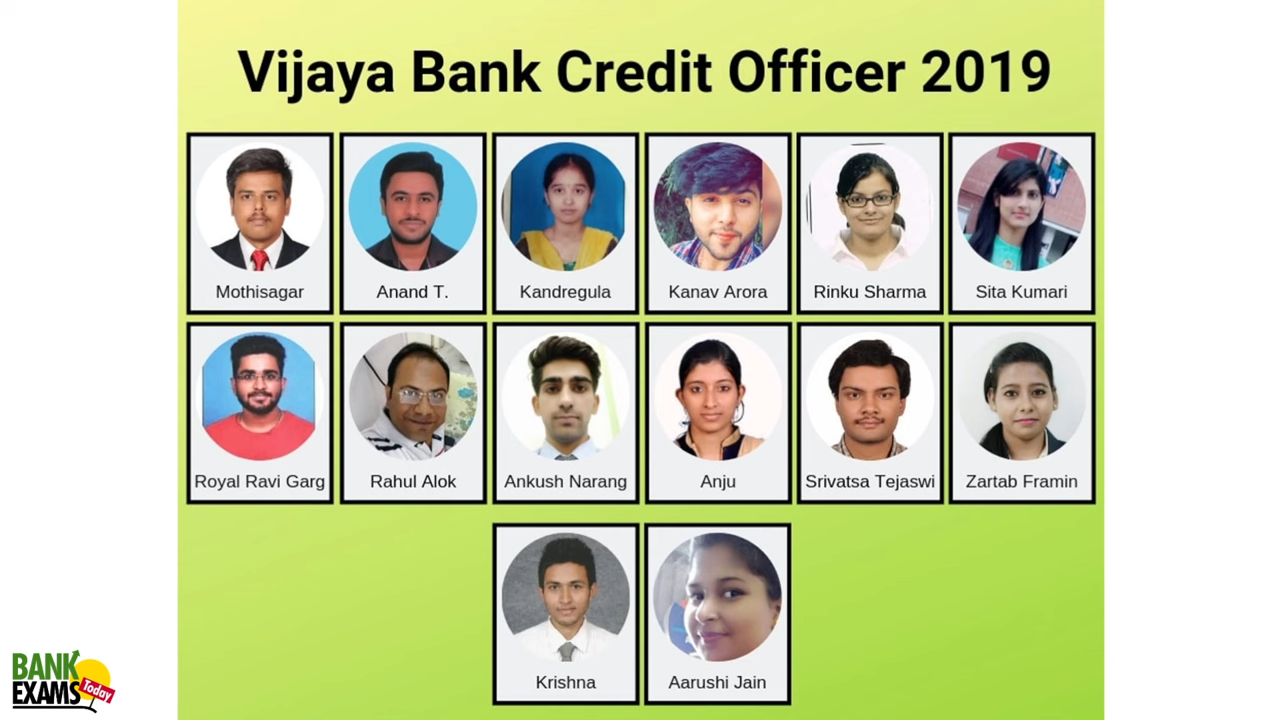 Vijaya Bank Credit Officer 2019
Mothisagar
Anand T.
Kandregula
Kanav Arora
Rinku Sharma
Sita Kumari
Royal Ravi Garg
Rahul Alok
Ankush Narang
Anju
Srivatsa Tejaswi
Zartab Framin
Krishna
Aarushi Jain
BANK
EXAMS Today